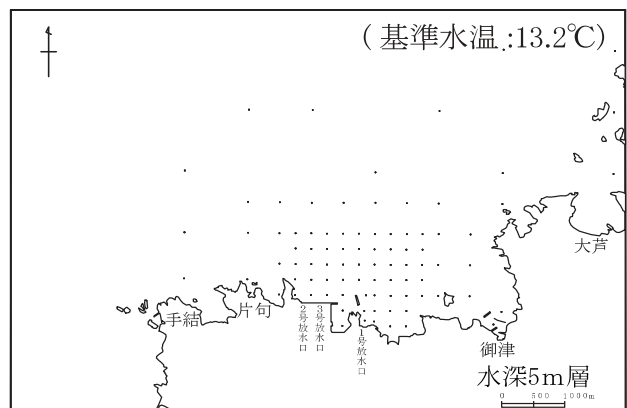 (基準水温:13.2℃)
大芦
手結
片句
2号放水口
3号放水口
1号放水口
御津
水深5m層
0 500 1000m